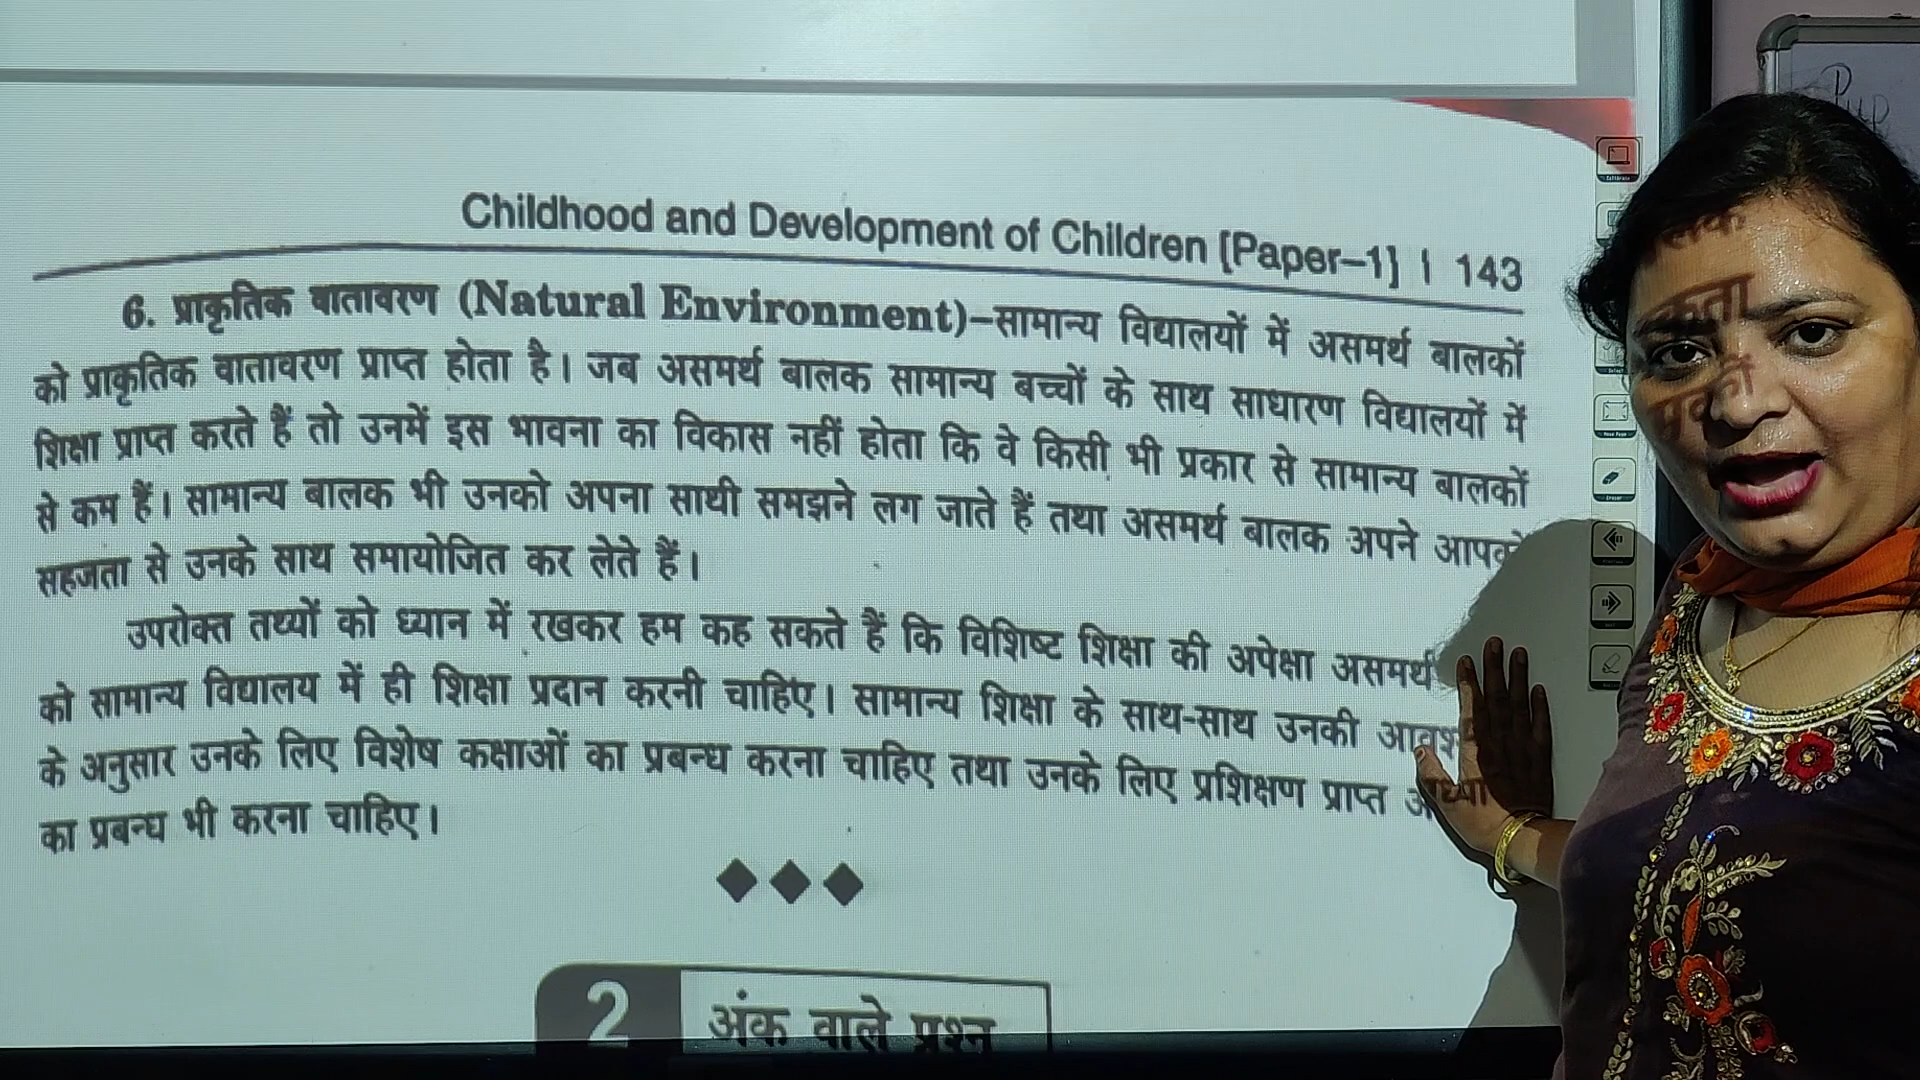 Childhood and Development of Children [Paper–1] | 143
6. प्राकृतिक वातावरण (Natural Environment)–सामान्य विद्यालयों में असमर्थ बालकों
को प्राकृतिक वातावरण प्राप्त होता है। जब असमर्थ बालक सामान्य बच्चों के साथ साधारण विद्यालयों में
शिक्षा प्राप्त करते हैं तो उनमें इस भावना का विकास नहीं होता कि वे किसी भी प्रकार से सामान्य बालकों
से कम हैं। सामान्य बालक भी उनको अपना साथी समझने लग जाते हैं तथा असमर्थ बालक अपने आपको
सहजता से उनके साथ समायोजित कर लेते हैं।
उपरोक्त तथ्यों को ध्यान में रखकर हम कह सकते हैं कि विशिष्ट शिक्षा की अपेक्षा असमर्थ
को सामान्य विद्यालय में ही शिक्षा प्रदान करनी चाहिए। सामान्य शिक्षा के साथ-साथ उनकी
के अनुसार उनके लिए विशेष कक्षाओं का प्रबन्ध करना चाहिए तथा उनके लिए प्रशिक्षण प्राप्त
का प्रबन्ध भी करना चाहिए।
2 अंक वाले प्रश्न